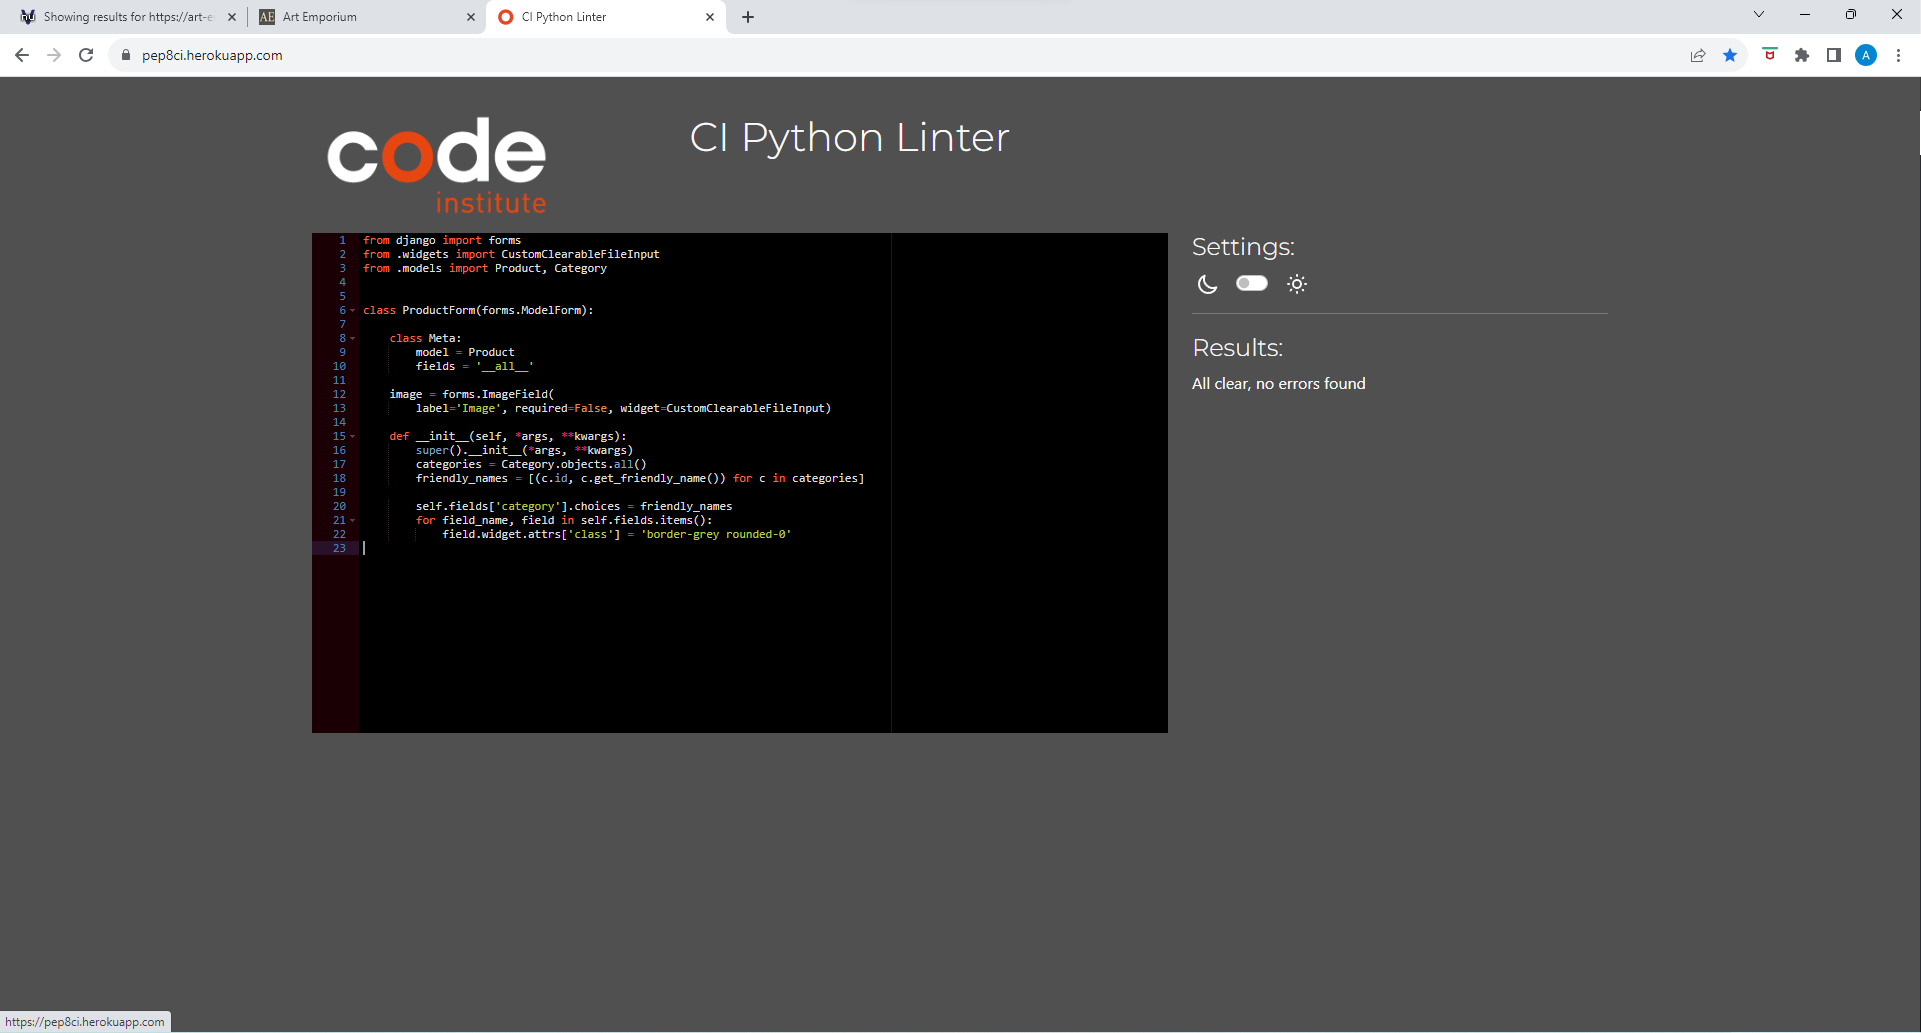 Showing results for https://art-e
AE Art Emporium
CI Python Linter
pep8ci.herokuapp.com
A
code
institute
CI Python Linter
1 from django import forms
2 from .widgets import CustomClearableFileInput
3 from .models import Product, Category
4
5
6 class ProductForm(forms.ModelForm):
7
8     class Meta:
9         model = Product
10         fields = '__all__'
11
12     image = forms.ImageField(
13         label='Image', required=False, widget=CustomClearableFileInput)
14
15     def __init__(self, *args, **kwargs):
16         super().__init__(*args, **kwargs)
17         categories = Category.objects.all()
18         friendly_names = [(c.id, c.get_friendly_name()) for c in categories]
19
20         self.fields['category'].choices = friendly_names
21         for field_name, field in self.fields.items():
22             field.widget.attrs['class'] = 'border-grey rounded-0'
23
Settings:
Results:
All clear, no errors found
https://pep8ci.herokuapp.com